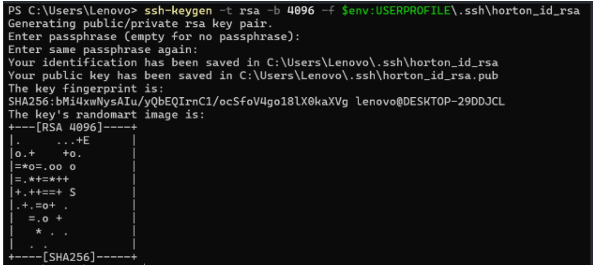 PS C:\Users\Lenovo> ssh-keygen -t rsa -b 4096 -f $env:USERPROFILE\.ssh\horton_id_rsa
Generating public/private rsa key pair.
Enter passphrase (empty for no passphrase):
Enter same passphrase again:
Your identification has been saved in C:\Users\Lenovo\.ssh\horton_id_rsa
Your public key has been saved in C:\Users\Lenovo\.ssh\horton_id_rsa.pub
The key fingerprint is:
SHA256:bMi4xwNysAIu/yQbEQIrnC1/ocSfoV4go18lX0kaXVg lenovo@DESKTOP-29DDJCL
The key's randomart image is:
+---[RSA 4096]----+
|.     ...+E      |
|o.+    +o.       |
|=*o=.oo o        |
|=.*+=*++         |
|+.++==+ S        |
|.+.=o+ .         |
|  =.o +          |
|   * . .         |
|  . .            |
+----[SHA256]-----+